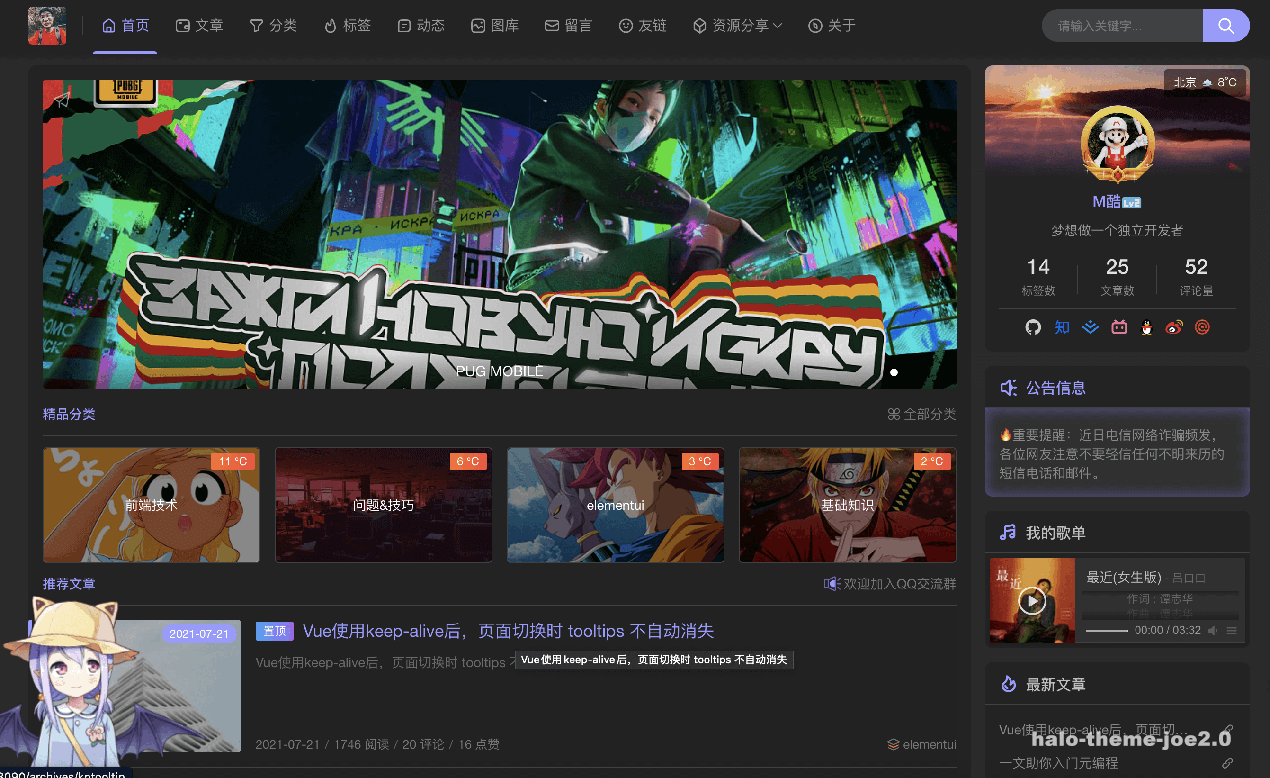 首页
文章
分类
标签
动态
图库
留言
友链
资源分享
关于
请输入关键字...
PUBG
MOBILE
ИСКРА
КРА · ИСКРА
ЗАЖГИ НОВУЮ ИСКРУ
PUG MOBILE
精品分类
全部分类
11 °C
前端技术
6 °C
问题&技巧
3 °C
elementui
2 °C
基础知识
推荐文章
欢迎加入QQ交流群
2021-07-21
置顶 Vue使用keep-alive后，页面切换时 tooltips 不自动消失
Vue使用keep-alive后，页面切换时 tooltips
Vue使用keep-alive后，页面切换时 tooltips 不自动消失
2021-07-21 / 1746 阅读 / 20 评论 / 16 点赞
elementui
8090/archives/kptooltip
北京 8°C
M酷 Lv2
梦想做一个独立开发者
14
25
52
标签数
文章数
评论量
知
公告信息
重要提醒：近日电信网络诈骗频发，
各位网友注意不要轻信任何不明来历的
短信电话和邮件。
我的歌单
最近
最近(女生版) - 吕口口
作词 : 谭志华
作曲 : 谭志华
00:00 / 03:32
最新文章
Vue使用keep-alive后，页面切...
halo-theme-joe2.0
一文助你入门元编程